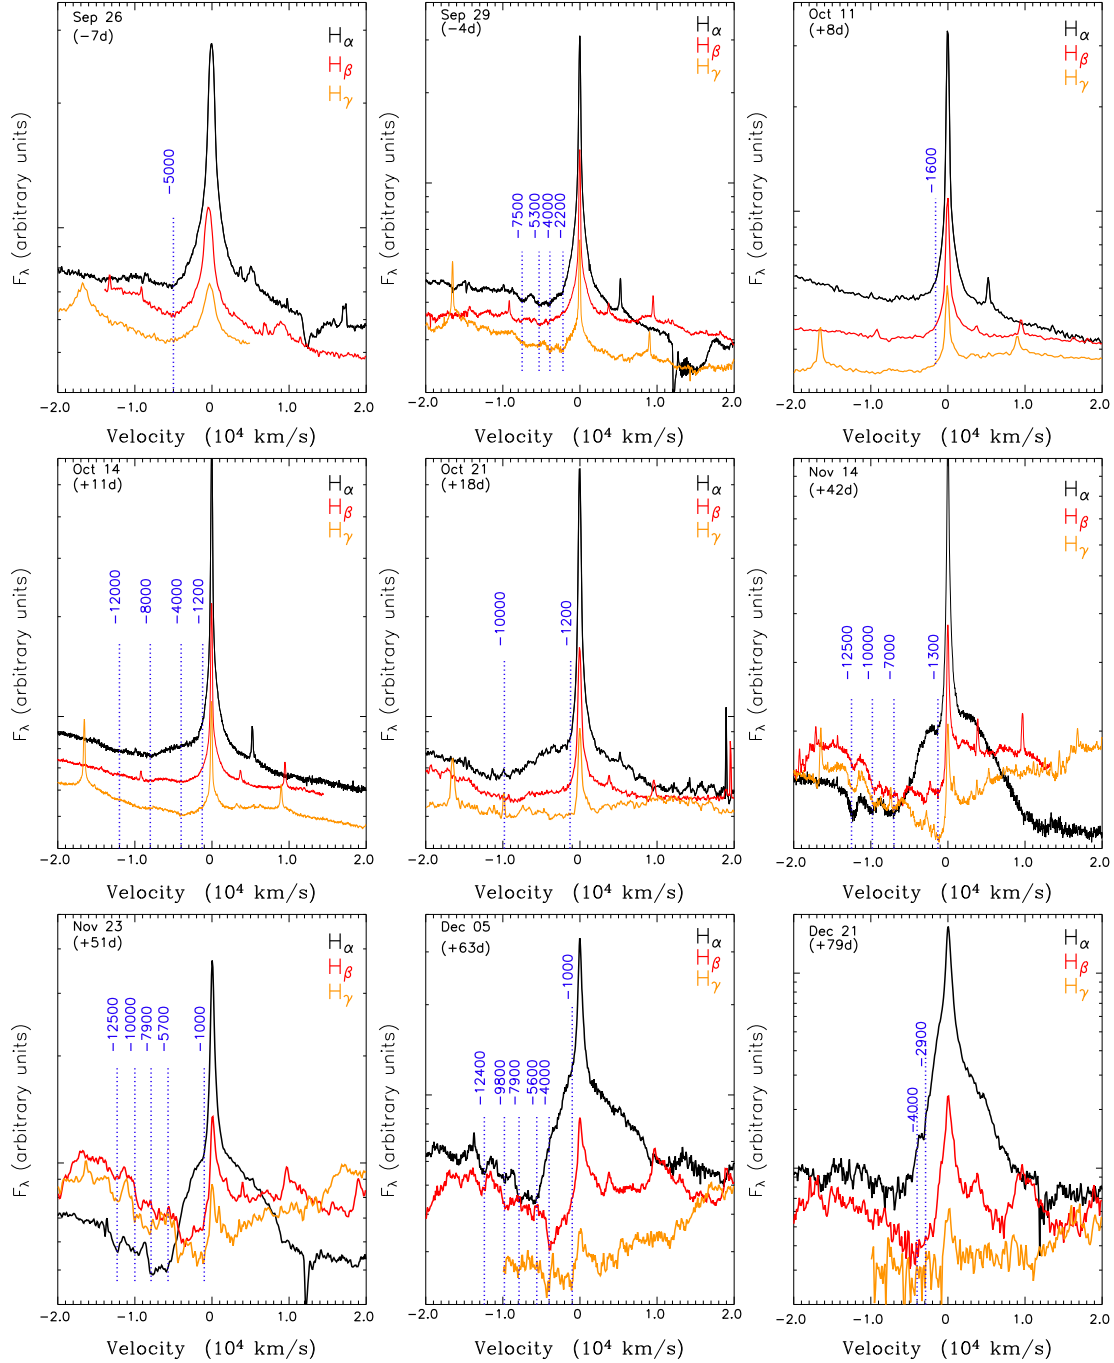 Sep 26
(−7d)
Hα
Hβ
Hγ
−5000
Fλ (arbitrary units)
−2.0 −1.0 0 1.0 2.0
Velocity (10⁴ km/s)
Sep 29
(−4d)
Hα
Hβ
Hγ
−7500
−5300
−4000
−2200
Fλ (arbitrary units)
−2.0 −1.0 0 1.0 2.0
Velocity (10⁴ km/s)
Oct 11
(+8d)
Hα
Hβ
Hγ
−1600
Fλ (arbitrary units)
−2.0 −1.0 0 1.0 2.0
Velocity (10⁴ km/s)
Oct 14
(+11d)
Hα
Hβ
Hγ
−12000
−8000
−4000
−1200
Fλ (arbitrary units)
−2.0 −1.0 0 1.0 2.0
Velocity (10⁴ km/s)
Oct 21
(+18d)
Hα
Hβ
Hγ
−10000
−1200
Fλ (arbitrary units)
−2.0 −1.0 0 1.0 2.0
Velocity (10⁴ km/s)
Nov 14
(+42d)
Hα
Hβ
Hγ
−12500
−10000
−7000
−1300
Fλ (arbitrary units)
−2.0 −1.0 0 1.0 2.0
Velocity (10⁴ km/s)
Nov 23
(+51d)
Hα
Hβ
Hγ
−12500
−10000
−7900
−5700
−1000
Fλ (arbitrary units)
−2.0 −1.0 0 1.0 2.0
Velocity (10⁴ km/s)
Dec 05
(+63d)
Hα
Hβ
Hγ
−12400
−9800
−7900
−5600
−4000
−1000
Fλ (arbitrary units)
−2.0 −1.0 0 1.0 2.0
Velocity (10⁴ km/s)
Dec 21
(+79d)
Hα
Hβ
Hγ
−4000
−2900
Fλ (arbitrary units)
−2.0 −1.0 0 1.0 2.0
Velocity (10⁴ km/s)